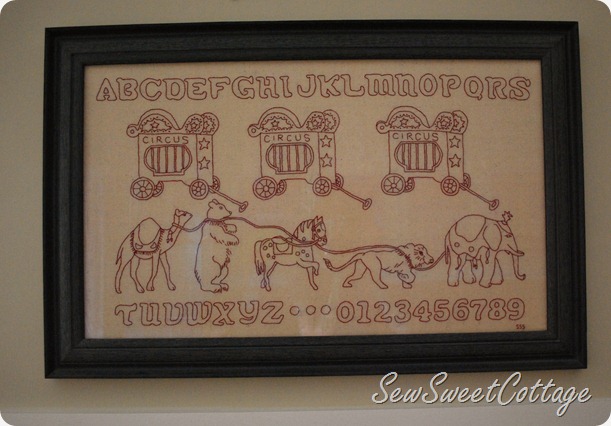 ABCDEFGHIJKLMNOPQRS
CIRCUS CIRCUS CIRCUS
TUVWXYZ•••0123456789
SewSweetCottage